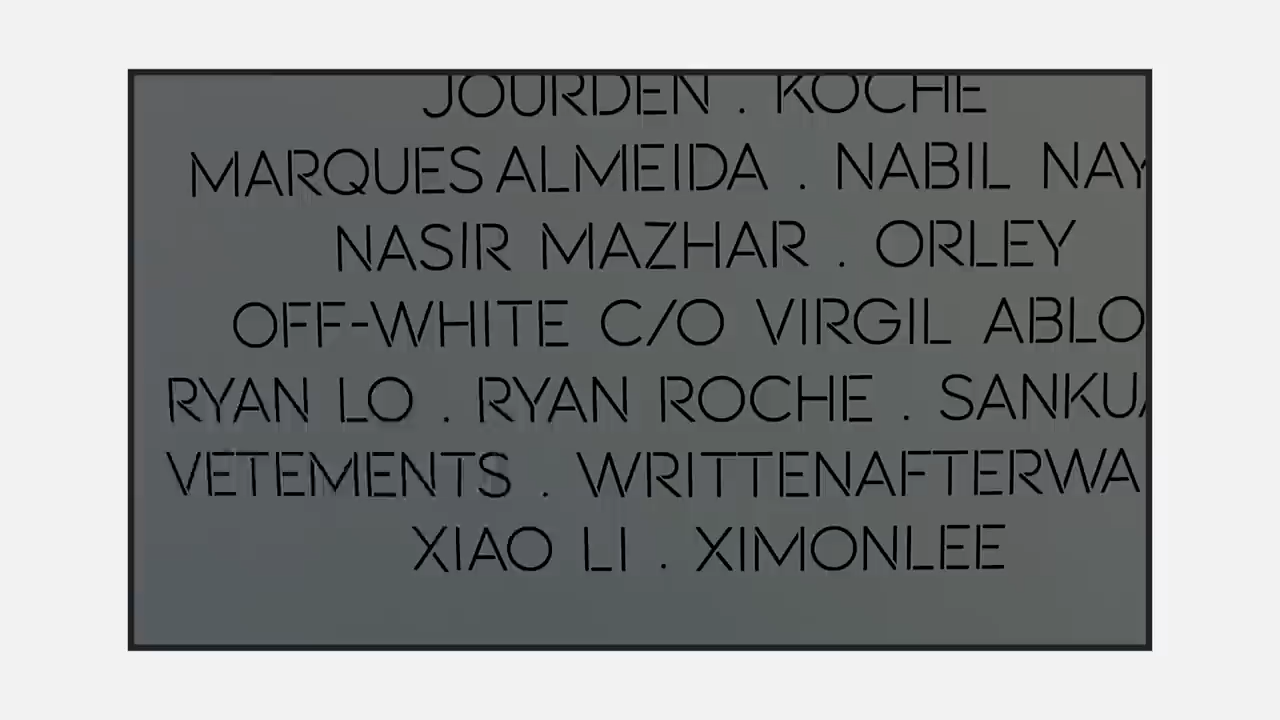 JOURDEN . KOCHE
MARQUES ALMEIDA . NABIL NAY
NASIR MAZHAR . ORLEY
OFF-WHITE C/O VIRGIL ABLO
RYAN LO . RYAN ROCHE . SANKUA
VETEMENTS . WRITTENAFTERWA
XIAO LI . XIMONLEE